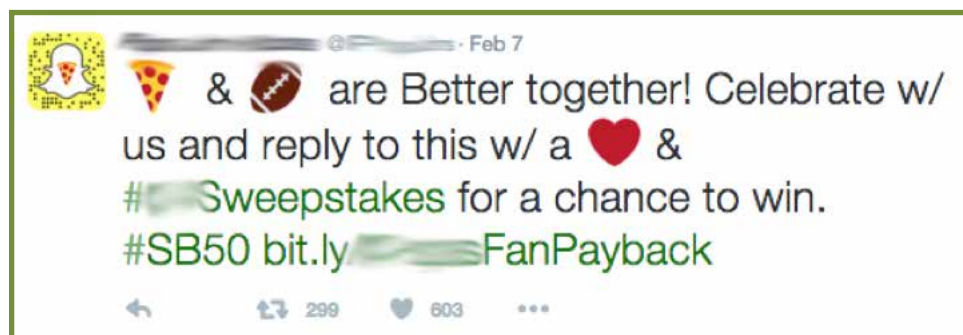 Feb 7
🍕 & 🏈 are Better together! Celebrate w/
us and reply to this w/ a ❤️ &
#Sweepstakes for a chance to win.
#SB50 bit.ly/ FanPayback
299 603